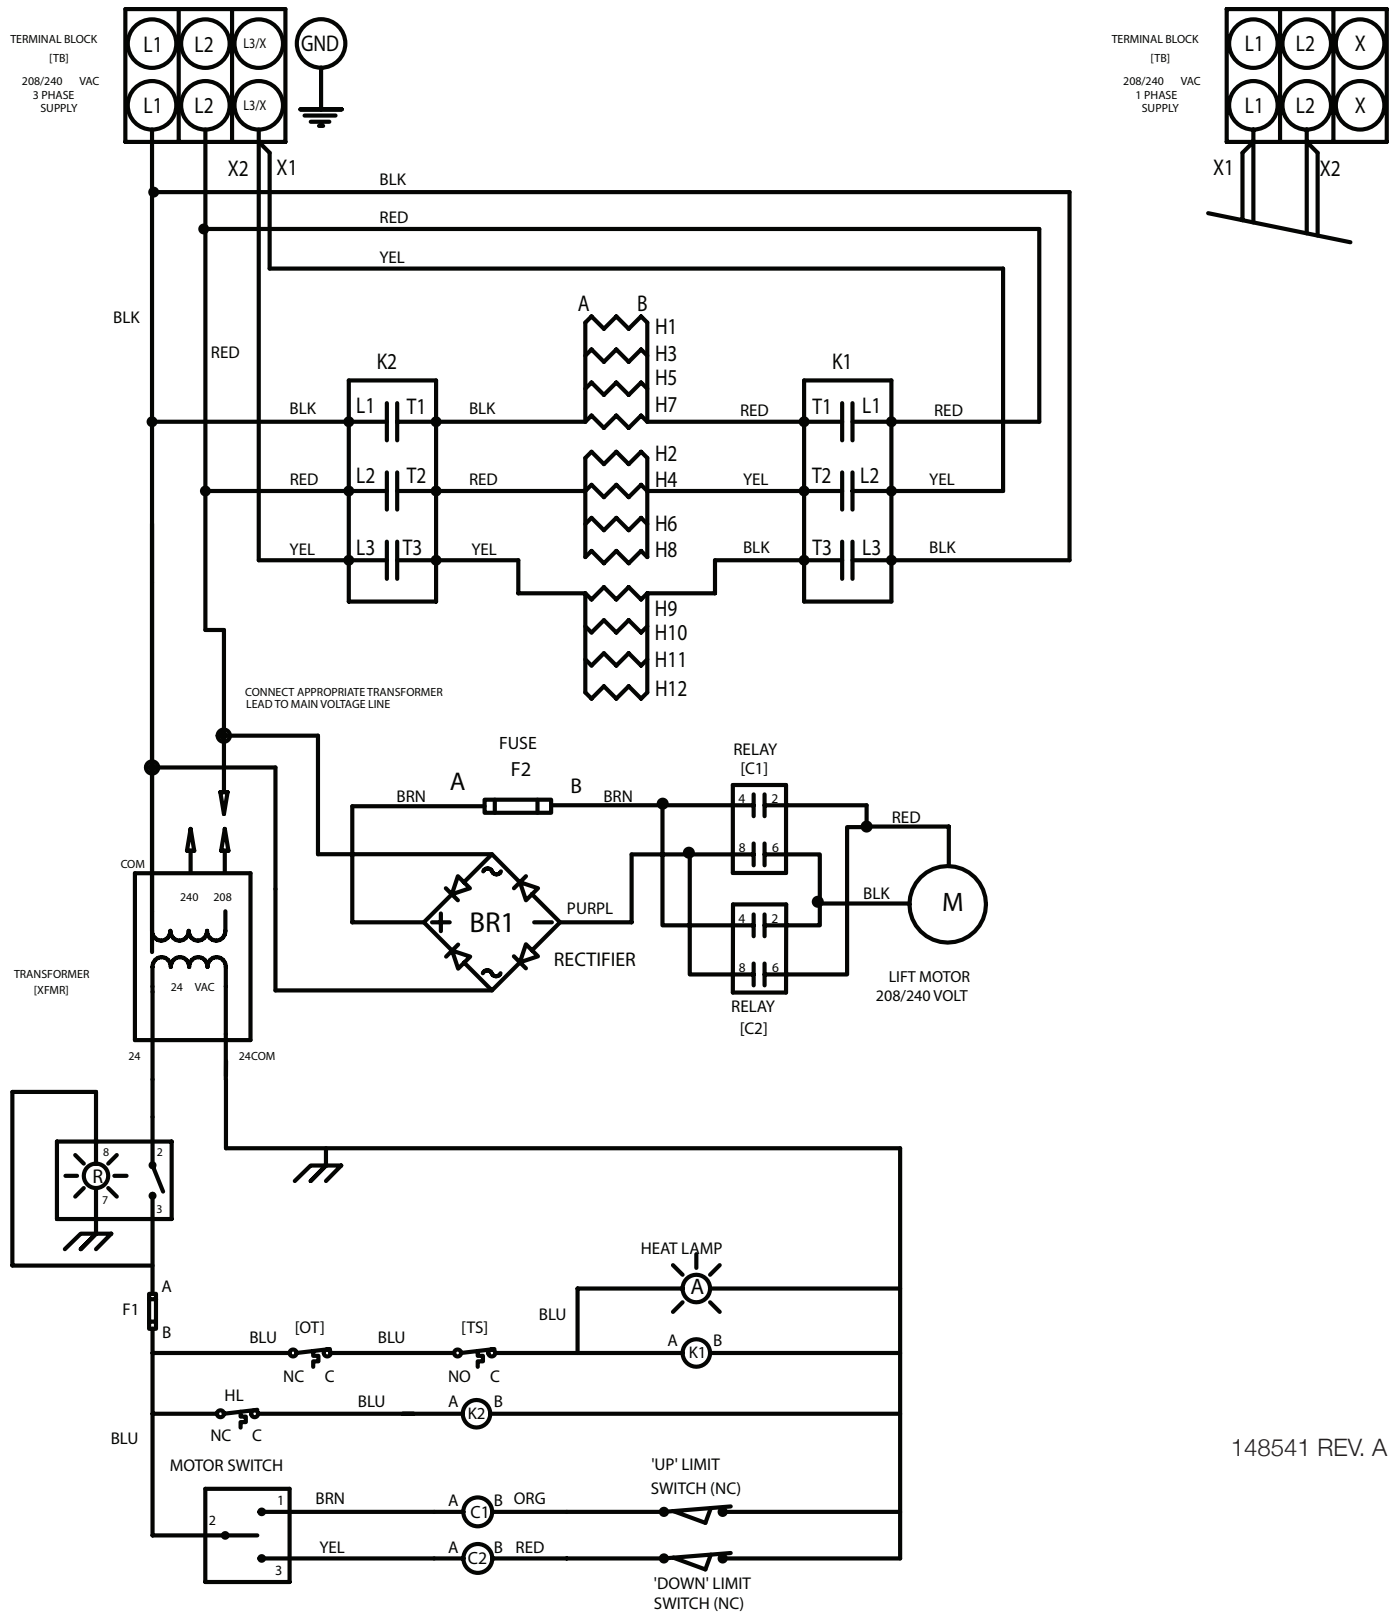 TERMINAL BLOCK
[TB]
208/240 VAC
3 PHASE
SUPPLY
L1 L2 L3/X GND
L1 L2 L3/X
TERMINAL BLOCK
[TB]
208/240 VAC
1 PHASE
SUPPLY
L1 L2 X
L1 L2 X
X2 X1
X1 X2
BLK
RED
YEL
BLK
RED
A B
H1
H3
H5
H7
H2
H4
H6
H8
H9
H10
H11
H12
K2
K1
BLK L1 T1 BLK
RED T1 L1 RED
RED L2 T2 RED
YEL T2 L2 YEL
YEL L3 T3 YEL
BLK T3 L3 BLK
CONNECT APPROPRIATE TRANSFORMER
LEAD TO MAIN VOLTAGE LINE
FUSE
F2
BRN A B BRN
RELAY
[C1]
4 2
8 6
RED
BLK
M
LIFT MOTOR
208/240 VOLT
4 2
8 6
RELAY
[C2]
BR1
PURPL
RECTIFIER
COM
240 208
TRANSFORMER
[XFMR]
24 VAC
24 24COM
8 2
R
7 3
F1
A
B
HEAT LAMP
A
BLU
BLU [OT] BLU [TS]
NC C NO C
A K1 B
HL
NC C
BLU A K2 B
BLU
MOTOR SWITCH
1
2
3
BRN A C1 B ORG
'UP' LIMIT
SWITCH (NC)
YEL A C2 B RED
'DOWN' LIMIT
SWITCH (NC)
148541 REV. A